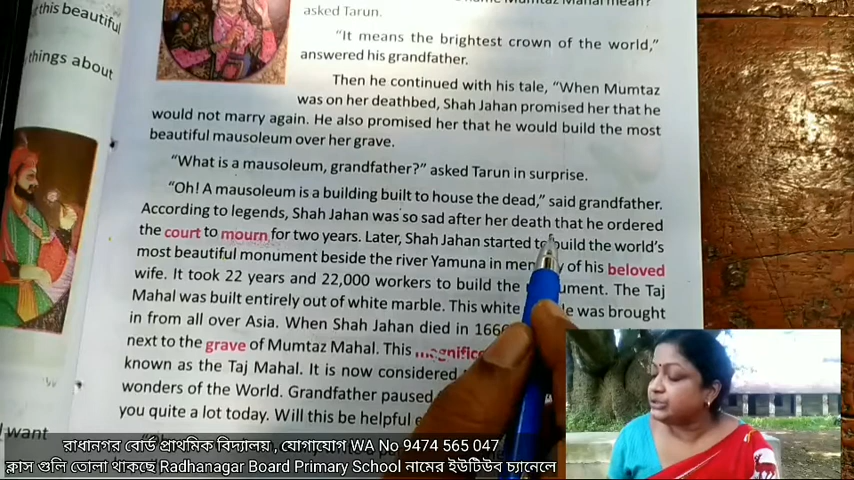 this beautiful
things about
want
Mumtaz Mahal mean?"
asked Tarun.
"It means the brightest crown of the world,"
answered his grandfather.
Then he continued with his tale, "When Mumtaz
was on her deathbed, Shah Jahan promised her that he
would not marry again. He also promised her that he would build the most
beautiful mausoleum over her grave.
"What is a mausoleum, grandfather?" asked Tarun in surprise.
"Oh! A mausoleum is a building built to house the dead," said grandfather.
According to legends, Shah Jahan was so sad after her death that he ordered
the court to mourn for two years. Later, Shah Jahan started to build the world's
most beautiful monument beside the river Yamuna in of his beloved
wife. It took 22 years and 22,000 workers to build the The Taj
Mahal was built entirely out of white marble. This white was brought
in from all over Asia. When Shah Jahan died in
next to the grave of Mumtaz Mahal. This
known as the Taj Mahal. It is now considered
wonders of the World. Grandfather paused
you quite a lot today. Will this be helpful
রাধানগর বোর্ড প্রাথমিক বিদ্যালয় , যোগাযোগ WA No 9474 565 047
ক্লাস গুলি তোলা থাকছে Radhanagar Board Primary School নামের ইউটিউব চ্যানেলে